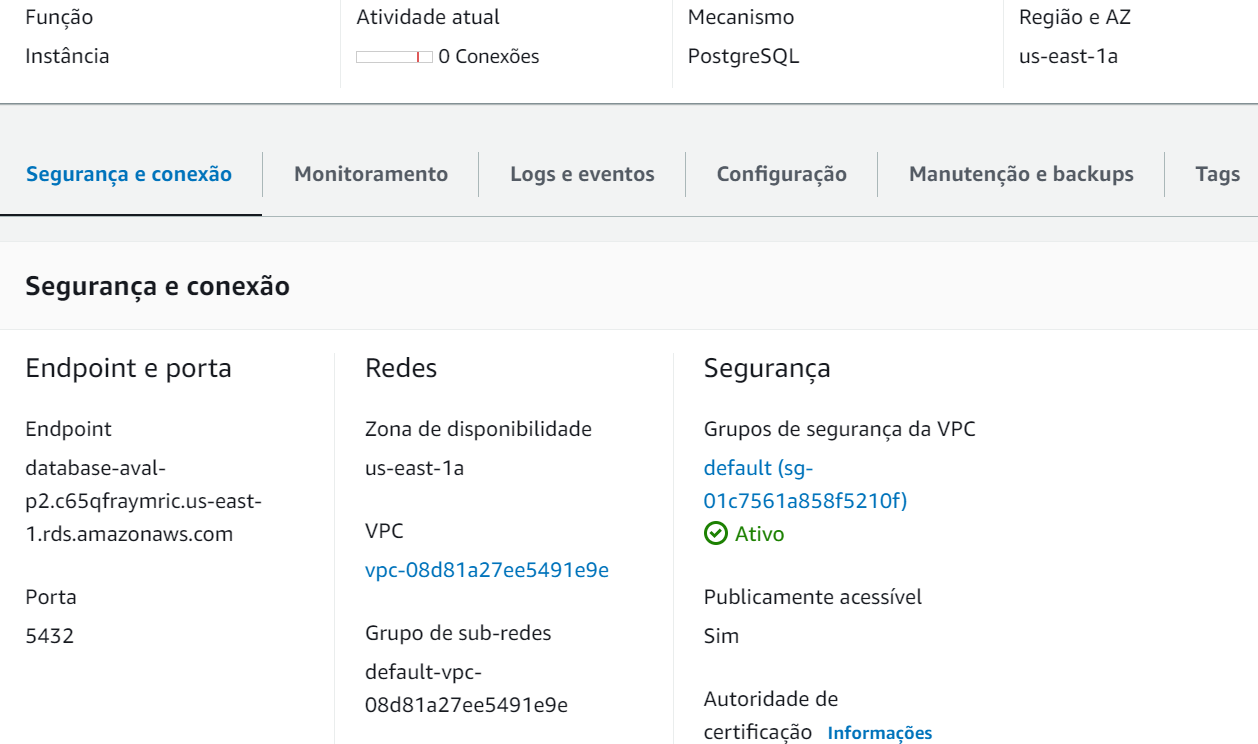 Função
Instância
Atividade atual
0 Conexões
Mecanismo
PostgreSQL
Região e AZ
us-east-1a
Segurança e conexão
Monitoramento
Logs e eventos
Configuração
Manutenção e backups
Tags
Segurança e conexão
Endpoint e porta
Endpoint
database-aval-
p2.c65qfraymric.us-east-
1.rds.amazonaws.com
Porta
5432
Redes
Zona de disponibilidade
us-east-1a
VPC
vpc-08d81a27ee5491e9e
Grupo de sub-redes
default-vpc-
08d81a27ee5491e9e
Segurança
Grupos de segurança da VPC
default (sg-
01c7561a858f5210f)
Ativo
Publicamente acessível
Sim
Autoridade de
certificação Informações